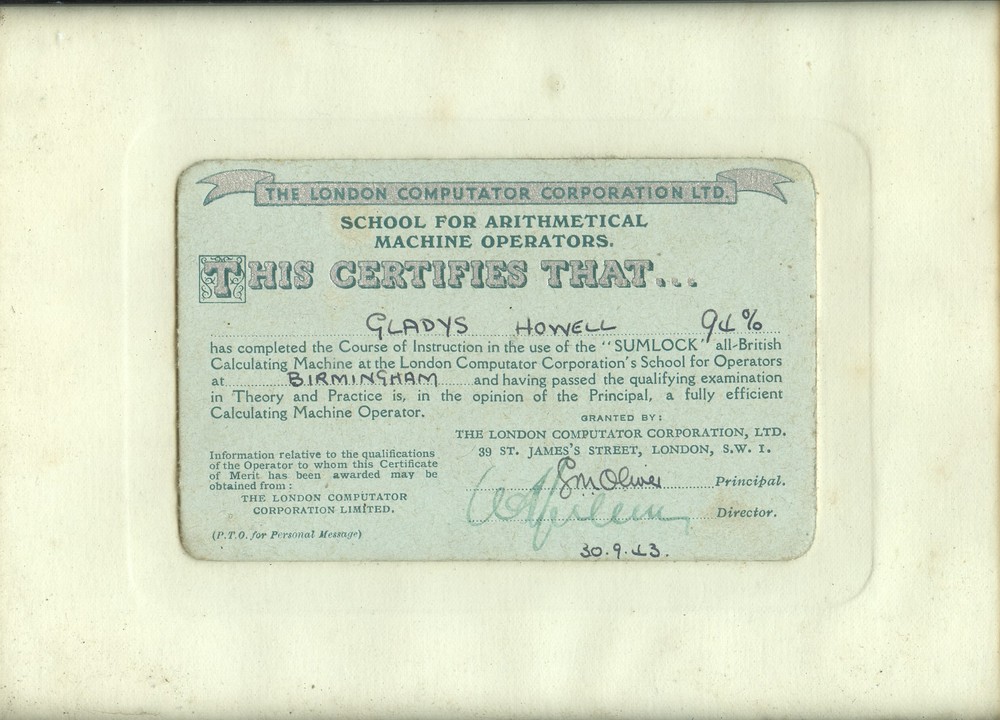 THE LONDON COMPUTATOR CORPORATION LTD.
SCHOOL FOR ARITHMETICAL
MACHINE OPERATORS.
THIS CERTIFIES THAT...
GLADYS HOWELL 94%
has completed the Course of Instruction in the use of the "SUMLOCK" all-British
Calculating Machine at the London Computator Corporation's School for Operators
at BIRMINGHAM and having passed the qualifying examination
in Theory and Practice is, in the opinion of the Principal, a fully efficient
Calculating Machine Operator.
GRANTED BY:
THE LONDON COMPUTATOR CORPORATION, LTD.
39 ST. JAMES'S STREET, LONDON, S.W. 1.
Information relative to the qualifications
of the Operator to whom this Certificate
of Merit has been awarded may be
obtained from :
THE LONDON COMPUTATOR
CORPORATION LIMITED.
(P.T.O. for Personal Message)
Oliver Principal.
Director.
30.9.43.